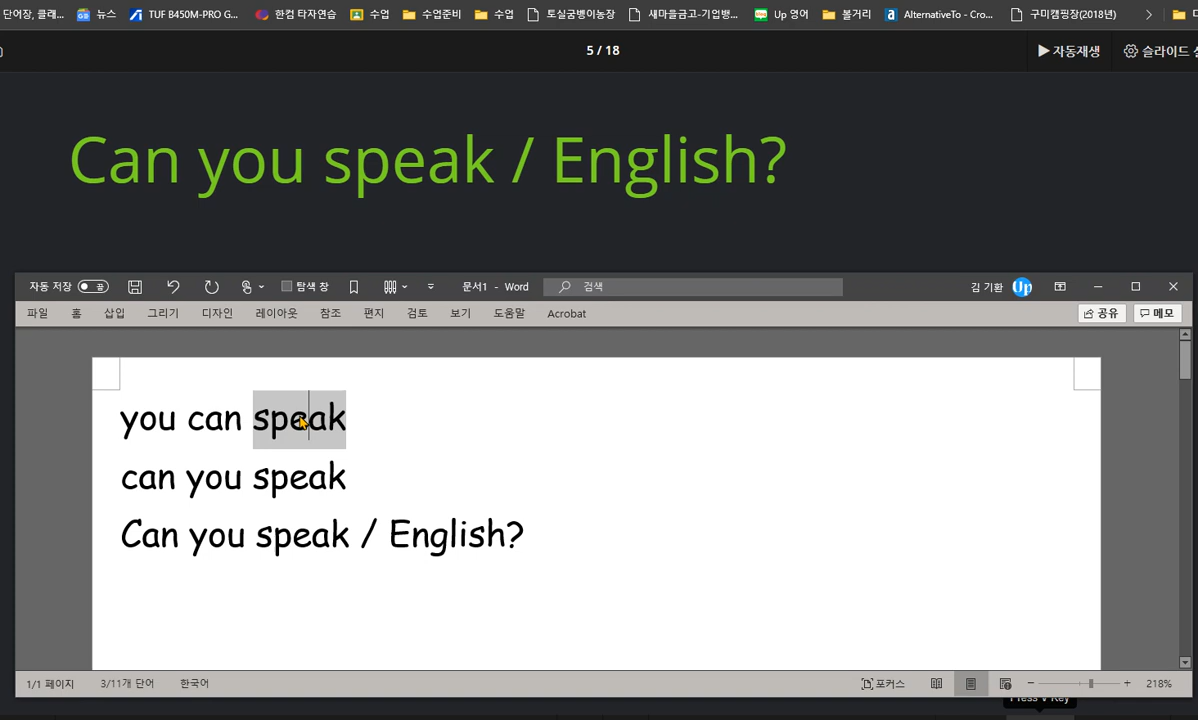 단어장, 클래... 뉴스 TUF B450M-PRO G... 한컴 타자연습 수업 수업준비 수업 토실굼벵이농장 새마을금고-기업뱅... Up 영어 볼거리 AlternativeTo - Cro... 구미캠핑장(2018년)
5 / 18
자동재생
슬라이드
Can you speak / English?
자동 저장 끔 탐색 창 문서1 - Word 검색 김 기환 Up
파일 홈 삽입 그리기 디자인 레이아웃 참조 편지 검토 보기 도움말 Acrobat 공유 메모
you can speak
can you speak
Can you speak / English?
1/1 페이지 3/11개 단어 한국어 포커스 218%
Press V Key